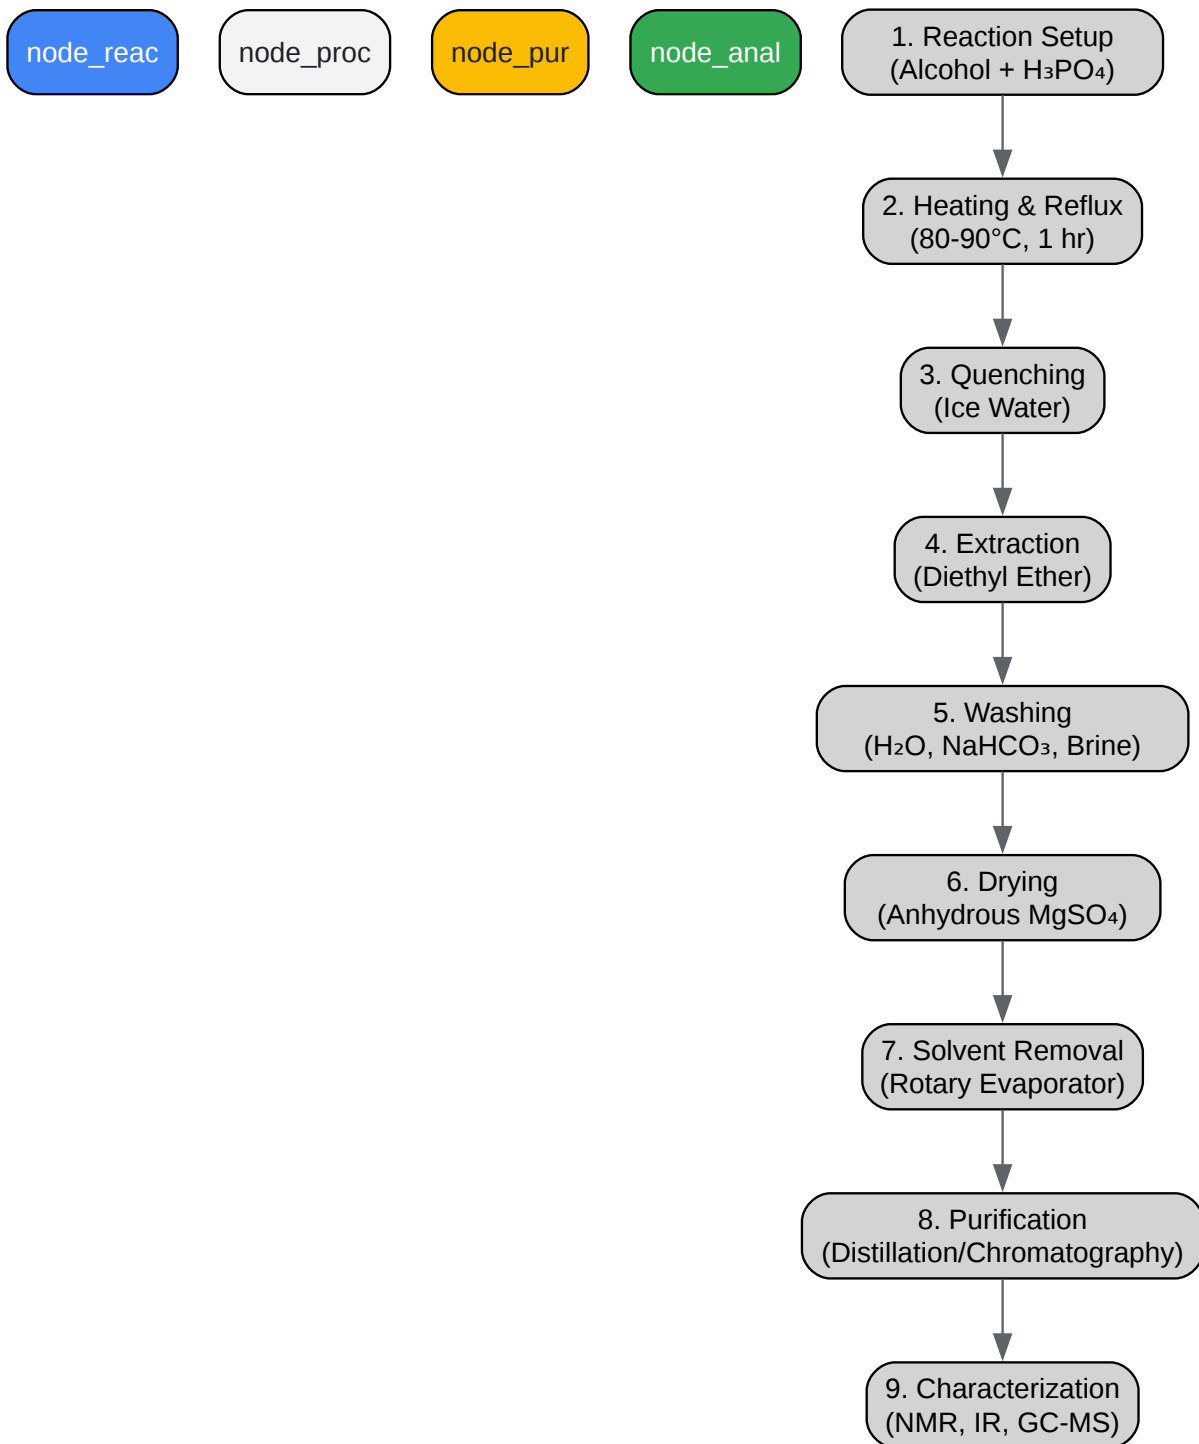 node_reac
node_proc
node_pur
node_anal
1. Reaction Setup
(Alcohol + H₃PO₄)
2. Heating & Reflux
(80-90°C, 1 hr)
3. Quenching
(Ice Water)
4. Extraction
(Diethyl Ether)
5. Washing
(H₂O, NaHCO₃, Brine)
6. Drying
(Anhydrous MgSO₄)
7. Solvent Removal
(Rotary Evaporator)
8. Purification
(Distillation/Chromatography)
9. Characterization
(NMR, IR, GC-MS)